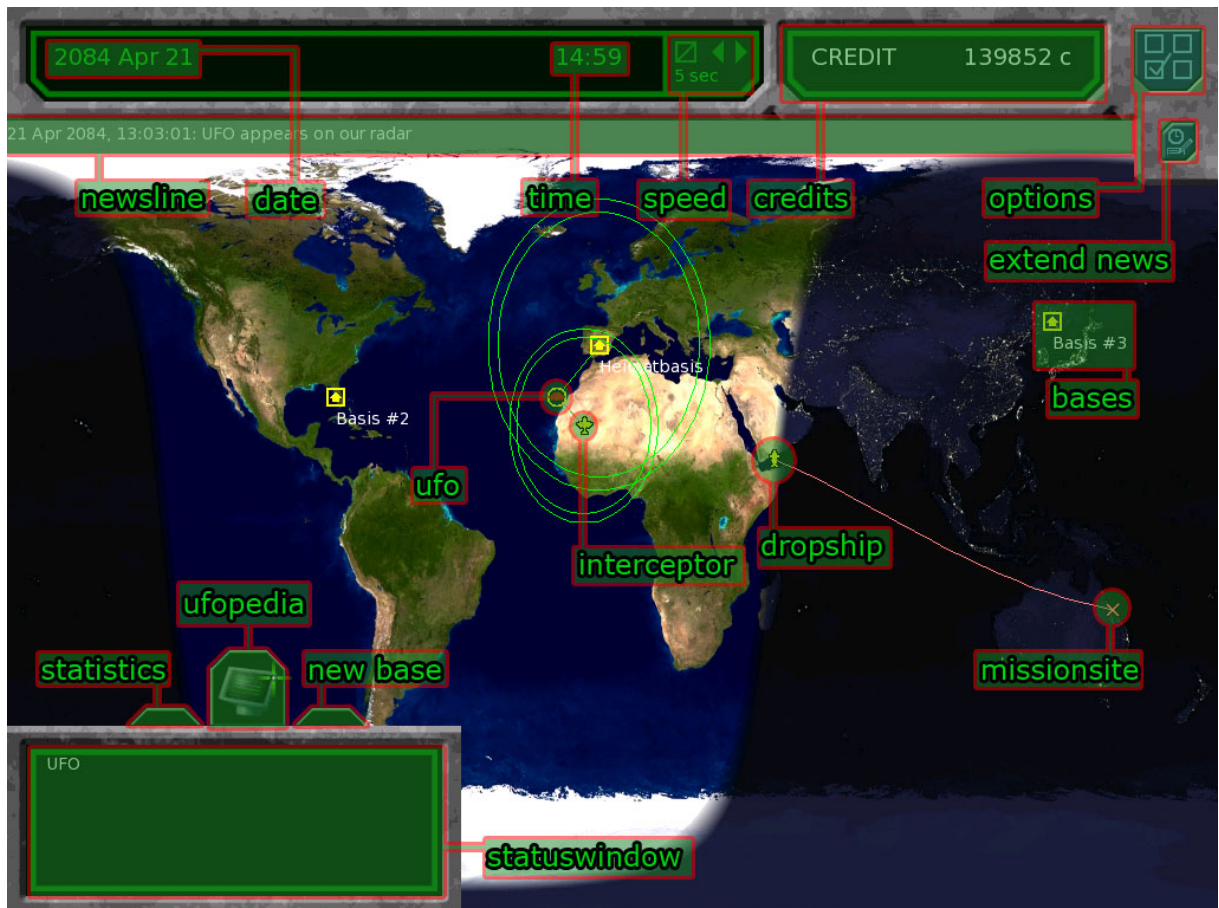 2084 Apr 21
14:59
5 sec
CREDIT 139852 c
21 Apr 2084, 13:03:01: UFO appears on our radar
newsline
date
time
speed
credits
options
extend news
Basis #3
bases
Heimatbasis
Basis #2
ufo
interceptor
dropship
ufopedia
statistics
new base
missionsite
UFO
statuswindow